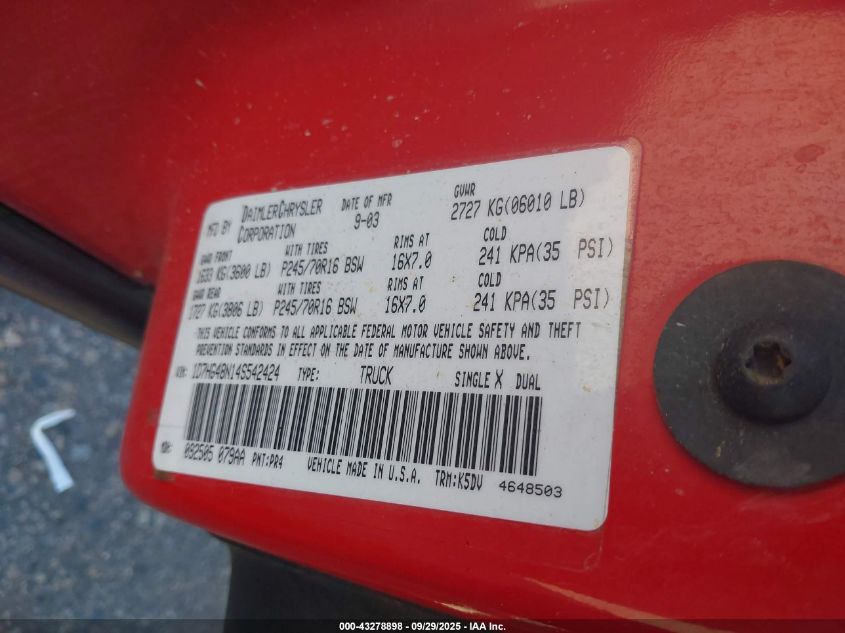 MFD BY DAIMLERCHRYSLER CORPORATION DATE OF MFR 9-03 GVWR 2727 KG(06010 LB)
GAWR FRONT WITH TIRES RIMS AT COLD
1633 KG(3600 LB) P245/70R16 BSW 16X7.0 241 KPA(35 PSI)
GAWR REAR WITH TIRES RIMS AT COLD
1727 KG(3806 LB) P245/70R16 BSW 16X7.0 241 KPA(35 PSI)
-THIS VEHICLE CONFORMS TO ALL APPLICABLE FEDERAL MOTOR VEHICLE SAFETY AND THEFT
PREVENTION STANDARDS IN EFFECT ON THE DATE OF MANUFACTURE SHOWN ABOVE.
VIN: 1D7HG48N14S542424 TYPE: TRUCK SINGLE X DUAL
MDH: 092505 079AA PNT:PR4 VEHICLE MADE IN U.S.A. TRM:K5DV 4648503
000-43278898 - 09/29/2025 - IAA Inc.